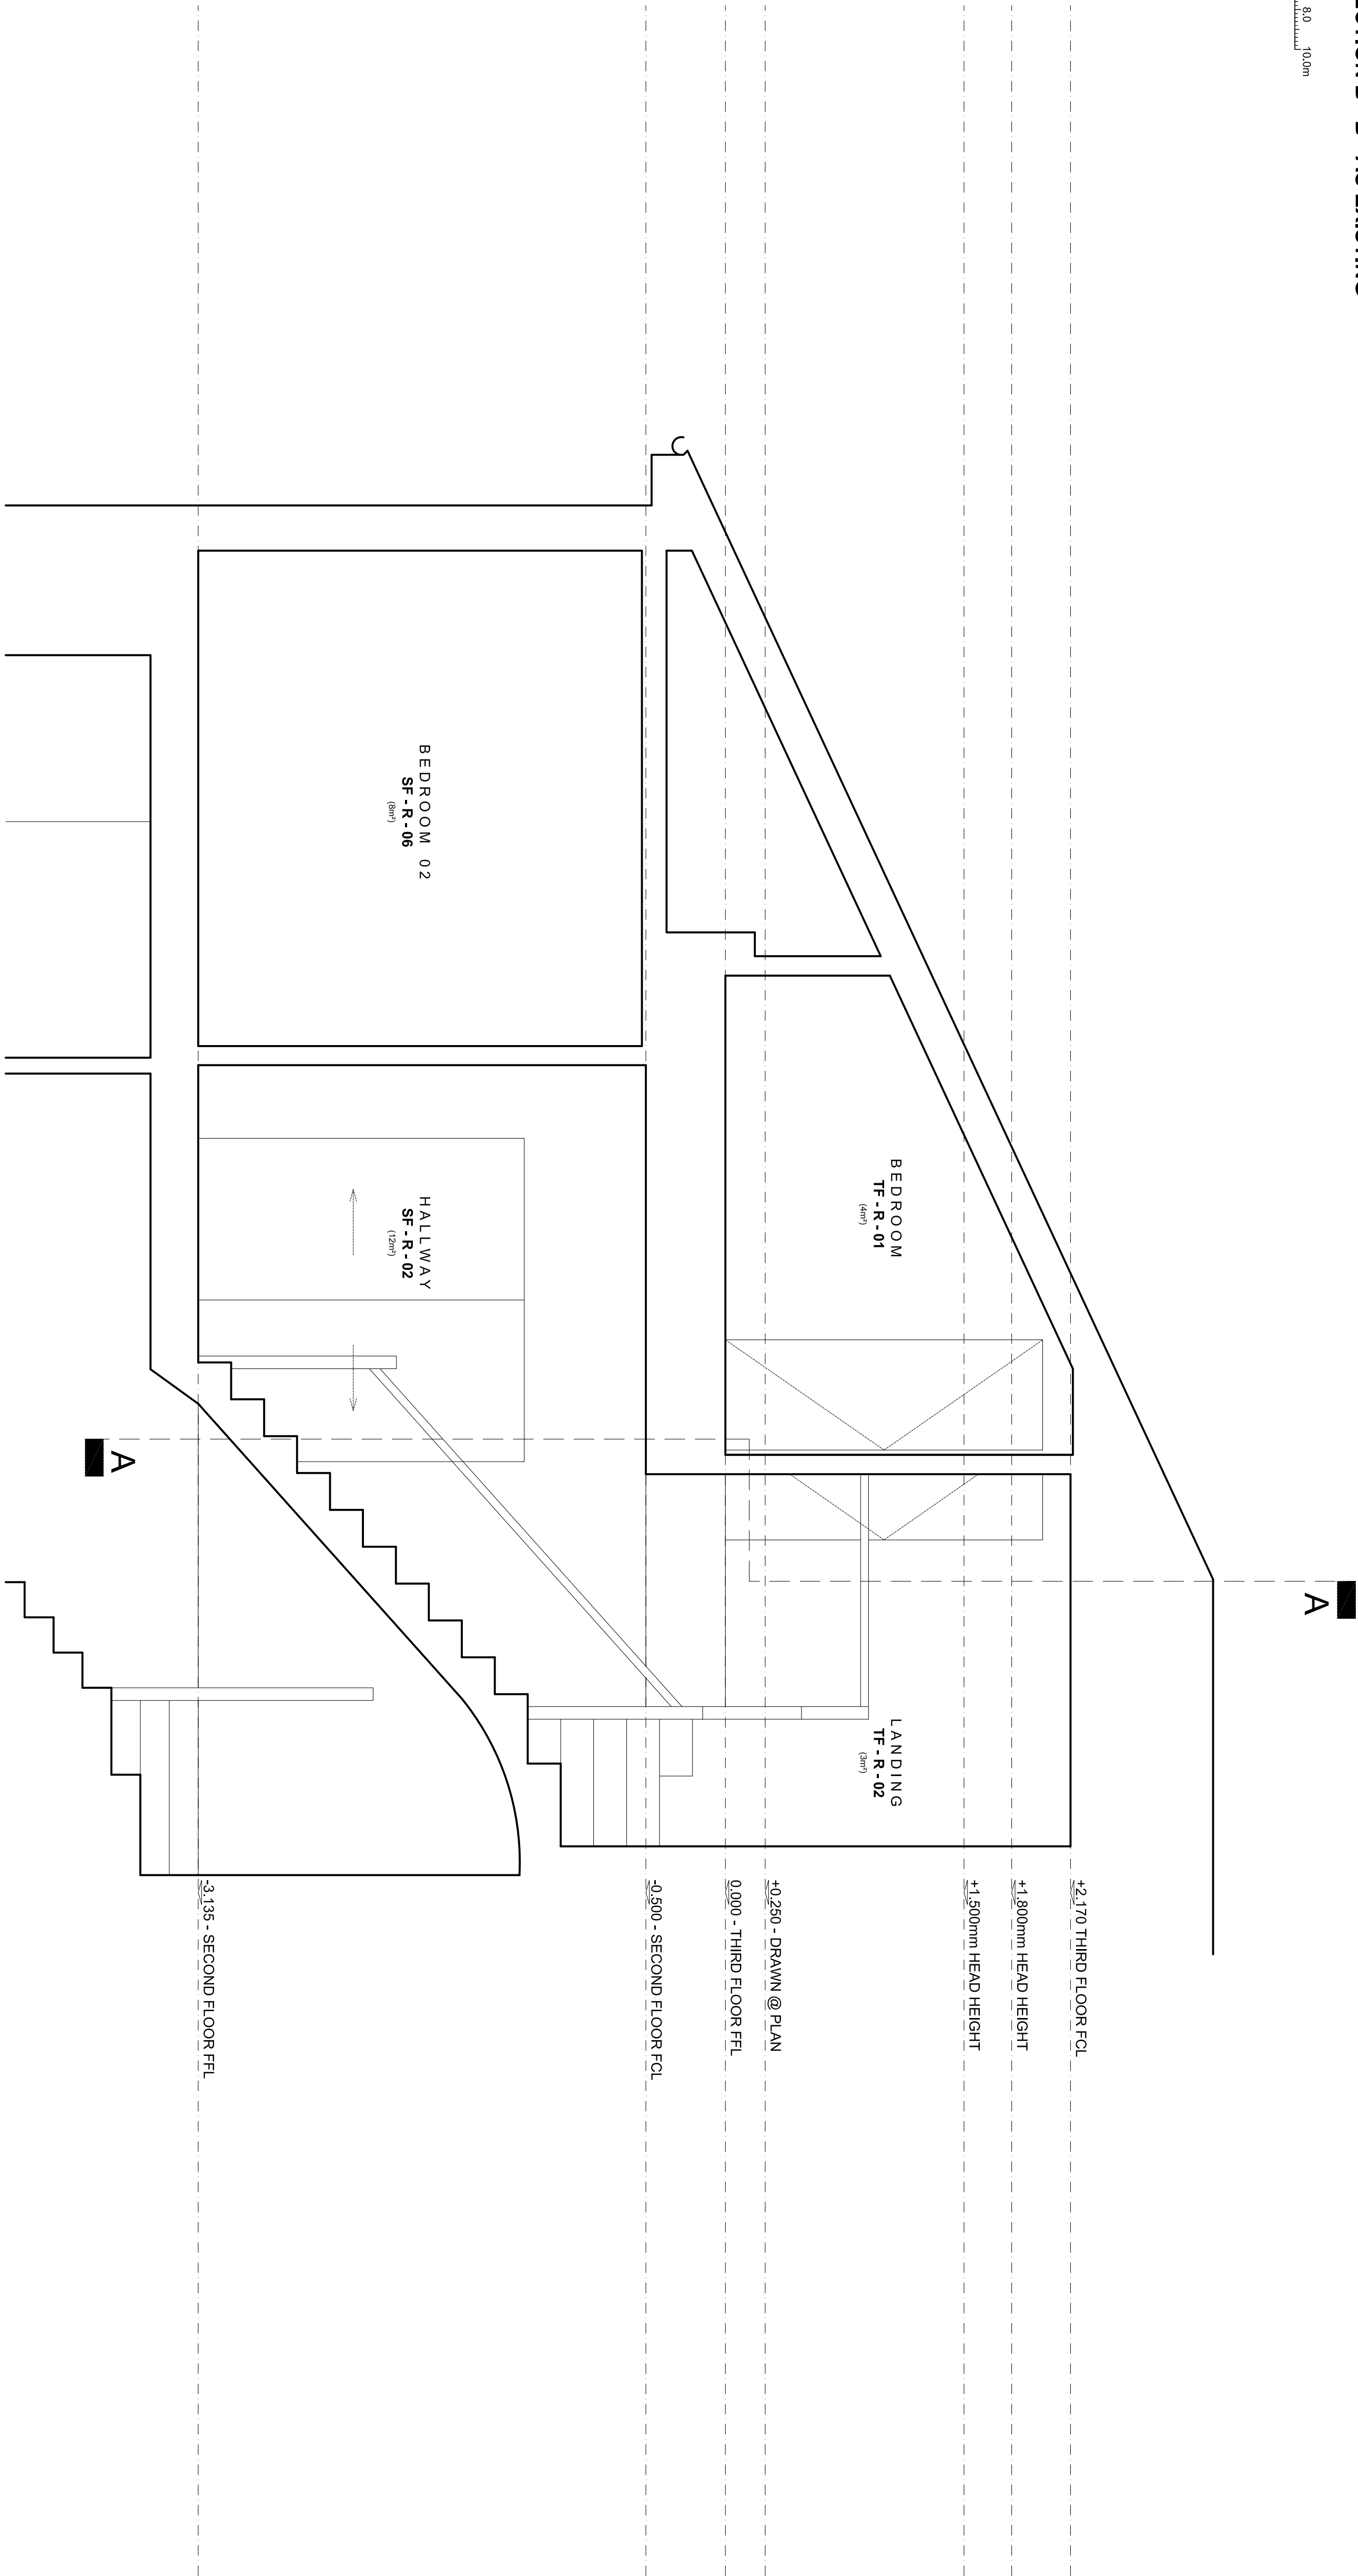 8.0 10.0m
AS EXISTING
+2.170 THIRD FLOOR FCL
+1.800mm HEAD HEIGHT
+1.500mm HEAD HEIGHT
+0.250 - DRAWN @ PLAN
0.000 - THIRD FLOOR FFL
-0.500 - SECOND FLOOR FCL
-3.135 - SECOND FLOOR FFL
BEDROOM
TF - R - 01
(4m²)
LANDING
TF - R - 02
(3m²)
BEDROOM 02
SF - R - 06
(8m²)
HALLWAY
SF - R - 02
(12m²)
A
A